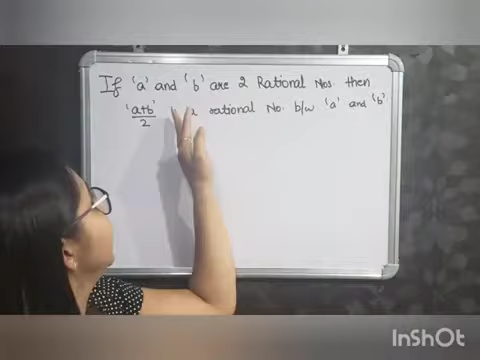 If 'a' and 'b' are 2 Rational Nos. then
'a+b/2' rational No. b/w 'a' and 'b'
InShOt